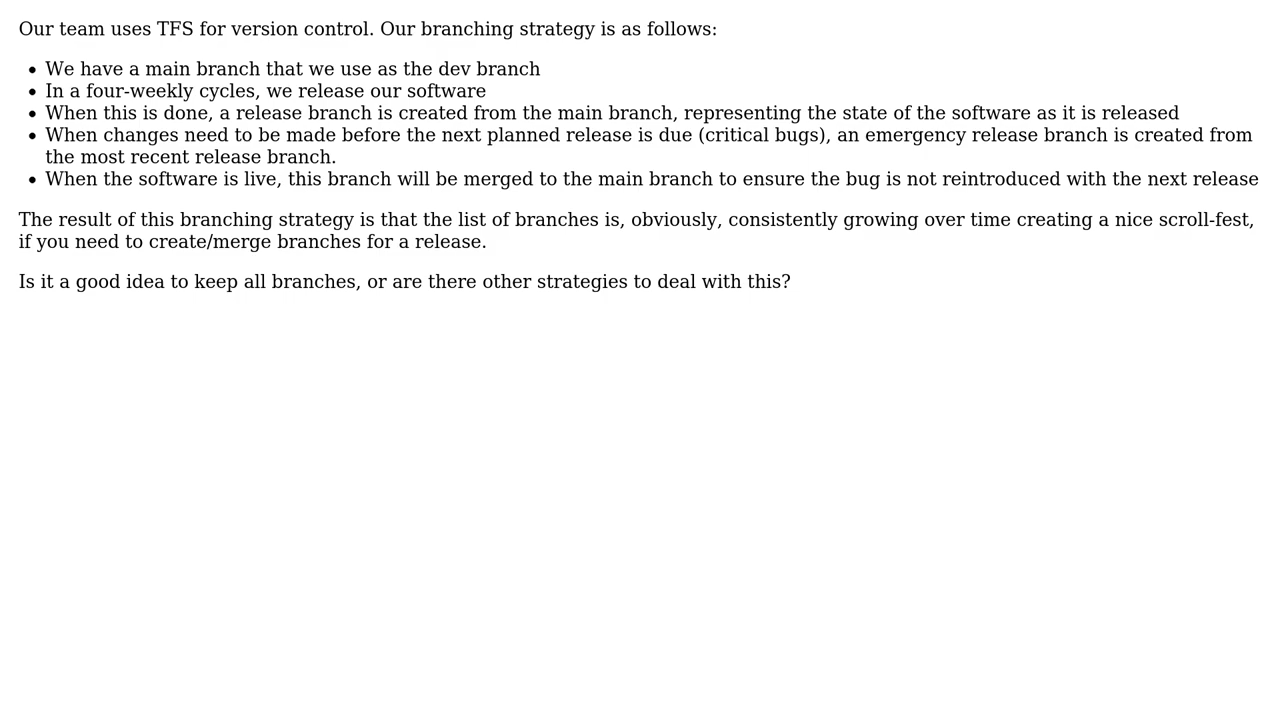 Our team uses TFS for version control. Our branching strategy is as follows:
• We have a main branch that we use as the dev branch
• In a four-weekly cycles, we release our software
• When this is done, a release branch is created from the main branch, representing the state of the software as it is released
• When changes need to be made before the next planned release is due (critical bugs), an emergency release branch is created from
the most recent release branch.
• When the software is live, this branch will be merged to the main branch to ensure the bug is not reintroduced with the next release
The result of this branching strategy is that the list of branches is, obviously, consistently growing over time creating a nice scroll-fest,
if you need to create/merge branches for a release.
Is it a good idea to keep all branches, or are there other strategies to deal with this?